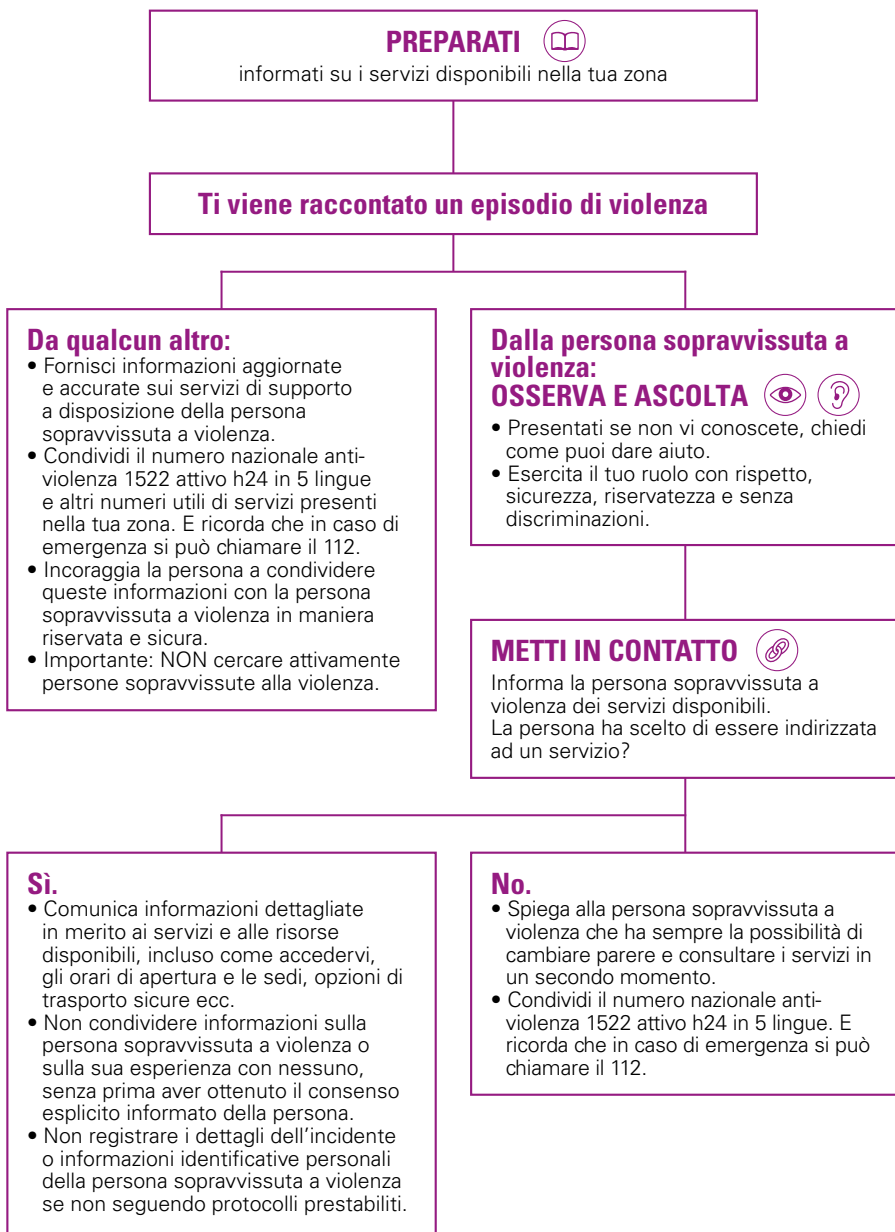 PREPARATI
informati su i servizi disponibili nella tua zona
Ti viene raccontato un episodio di violenza
Da qualcun altro:
• Fornisci informazioni aggiornate
e accurate sui servizi di supporto
a disposizione della persona
sopravvissuta a violenza.
• Condividi il numero nazionale anti-
violenza 1522 attivo h24 in 5 lingue
e altri numeri utili di servizi presenti
nella tua zona. E ricorda che in caso di
emergenza si può chiamare il 112.
• Incoraggia la persona a condividere
queste informazioni con la persona
sopravvissuta a violenza in maniera
riservata e sicura.
• Importante: NON cercare attivamente
persone sopravvissute alla violenza.
Dalla persona sopravvissuta a
violenza:
OSSERVA E ASCOLTA
• Presentati se non vi conoscete, chiedi
come puoi dare aiuto.
• Esercita il tuo ruolo con rispetto,
sicurezza, riservatezza e senza
discriminazioni.
METTI IN CONTATTO
Informa la persona sopravvissuta a
violenza dei servizi disponibili.
La persona ha scelto di essere indirizzata
ad un servizio?
Sì.
• Comunica informazioni dettagliate
in merito ai servizi e alle risorse
disponibili, incluso come accedervi,
gli orari di apertura e le sedi, opzioni di
trasporto sicure ecc.
• Non condividere informazioni sulla
persona sopravvissuta a violenza o
sulla sua esperienza con nessuno,
senza prima aver ottenuto il consenso
esplicito informato della persona.
• Non registrare i dettagli dell'incidente
o informazioni identificative personali
della persona sopravvissuta a violenza
se non seguendo protocolli prestabiliti.
No.
• Spiega alla persona sopravvissuta a
violenza che ha sempre la possibilità di
cambiare parere e consultare i servizi in
un secondo momento.
• Condividi il numero nazionale anti-
violenza 1522 attivo h24 in 5 lingue. E
ricorda che in caso di emergenza si può
chiamare il 112.